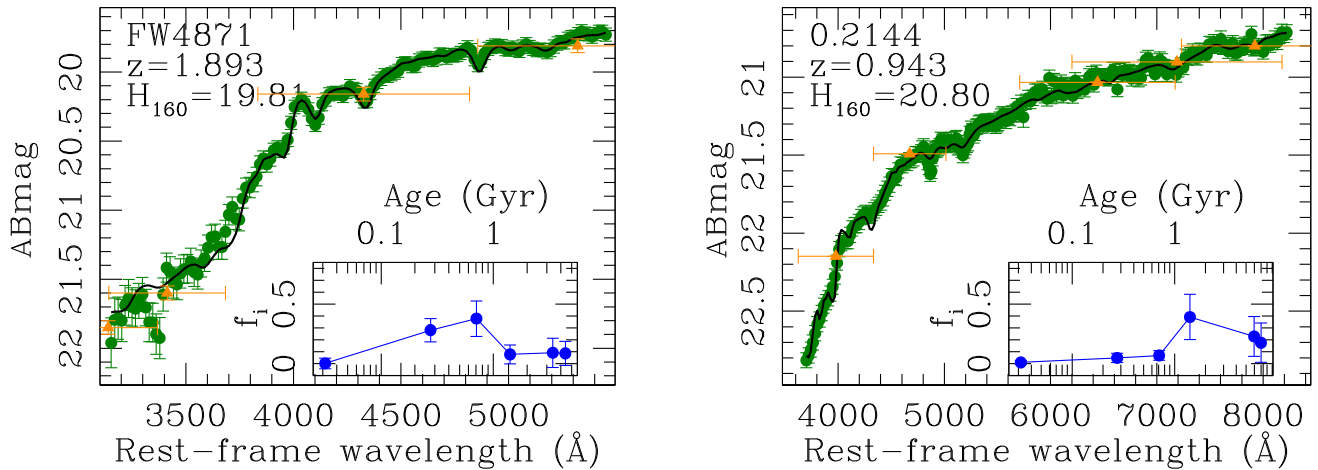 FW4871
z=1.893
H160=19.81
ABmag
20
20.5
21
21.5
22
Age (Gyr)
0.1 1
fi
0 0.5
3500 4000 4500 5000
Rest-frame wavelength (Å)
0.2144
z=0.943
H160=20.80
ABmag
21
21.5
22
22.5
Age (Gyr)
0.1 1
fi
0 0.5
4000 5000 6000 7000 8000
Rest-frame wavelength (Å)